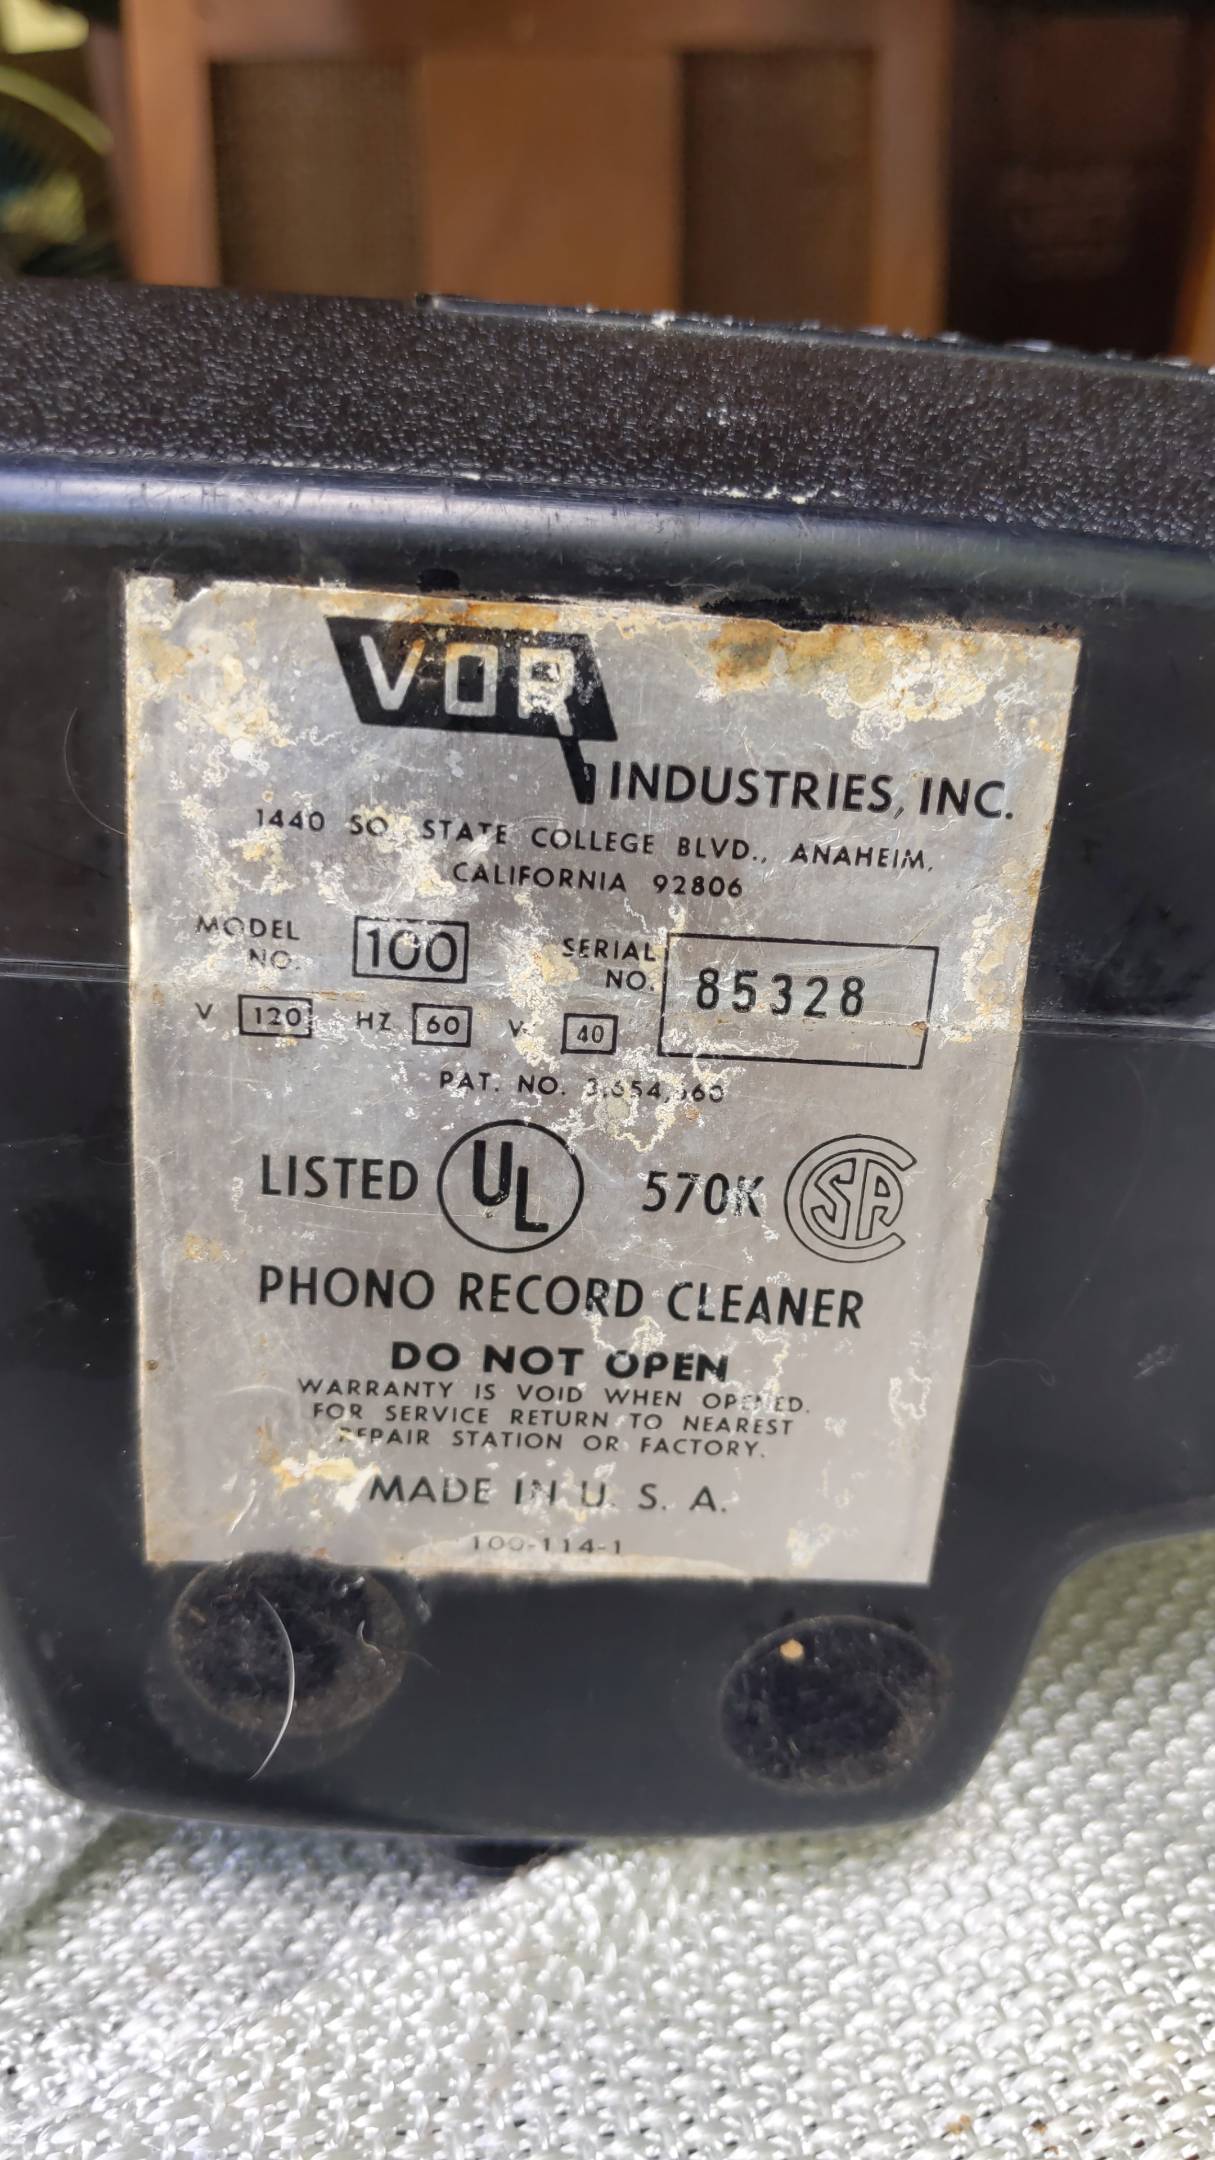 VOR
INDUSTRIES, INC.
1440 SO. STATE COLLEGE BLVD., ANAHEIM,
CALIFORNIA 92806
MODEL NO. 100 SERIAL NO. 85328
V 120 HZ 60 40
PAT. NO.
LISTED UL 570K CSA
PHONO RECORD CLEANER
DO NOT OPEN
WARRANTY IS VOID WHEN OPENED.
FOR SERVICE RETURN TO NEAREST
REPAIR STATION OR FACTORY.
MADE IN U. S. A.
100-114-1